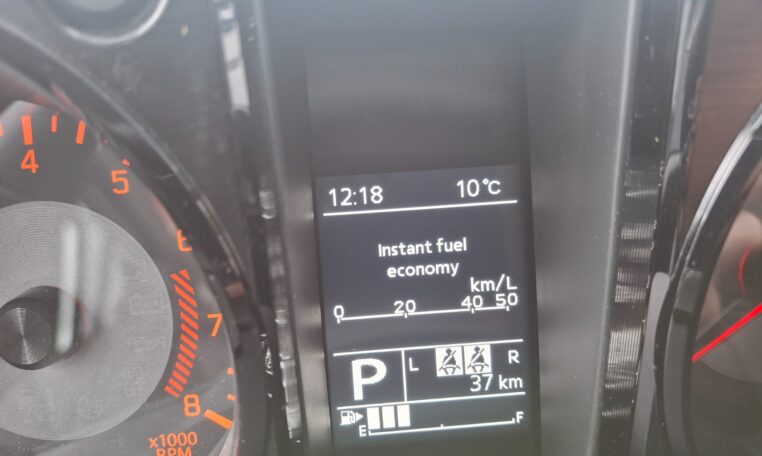 4
5
6
7
8
x1000
RPM
12:18 10°C
Instant fuel
economy
km/L
0 20 40 50
P L R
37 km
E F